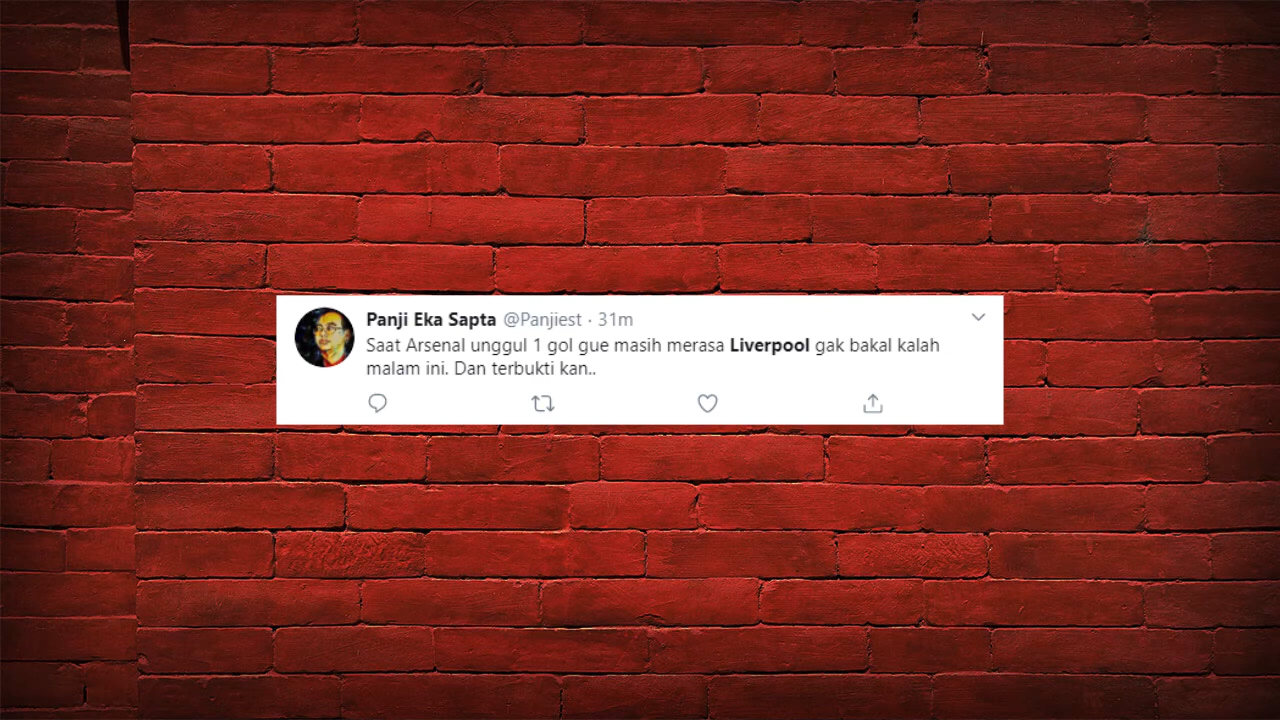 Panji Eka Sapta @Panjiest · 31m
Saat Arsenal unggul 1 gol gue masih merasa Liverpool gak bakal kalah
malam ini. Dan terbukti kan..